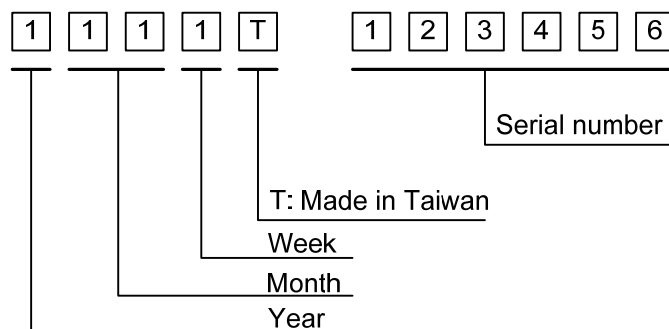 1 1 1 1 T 1 2 3 4 5 6
Serial number
T: Made in Taiwan
Week
Month
Year